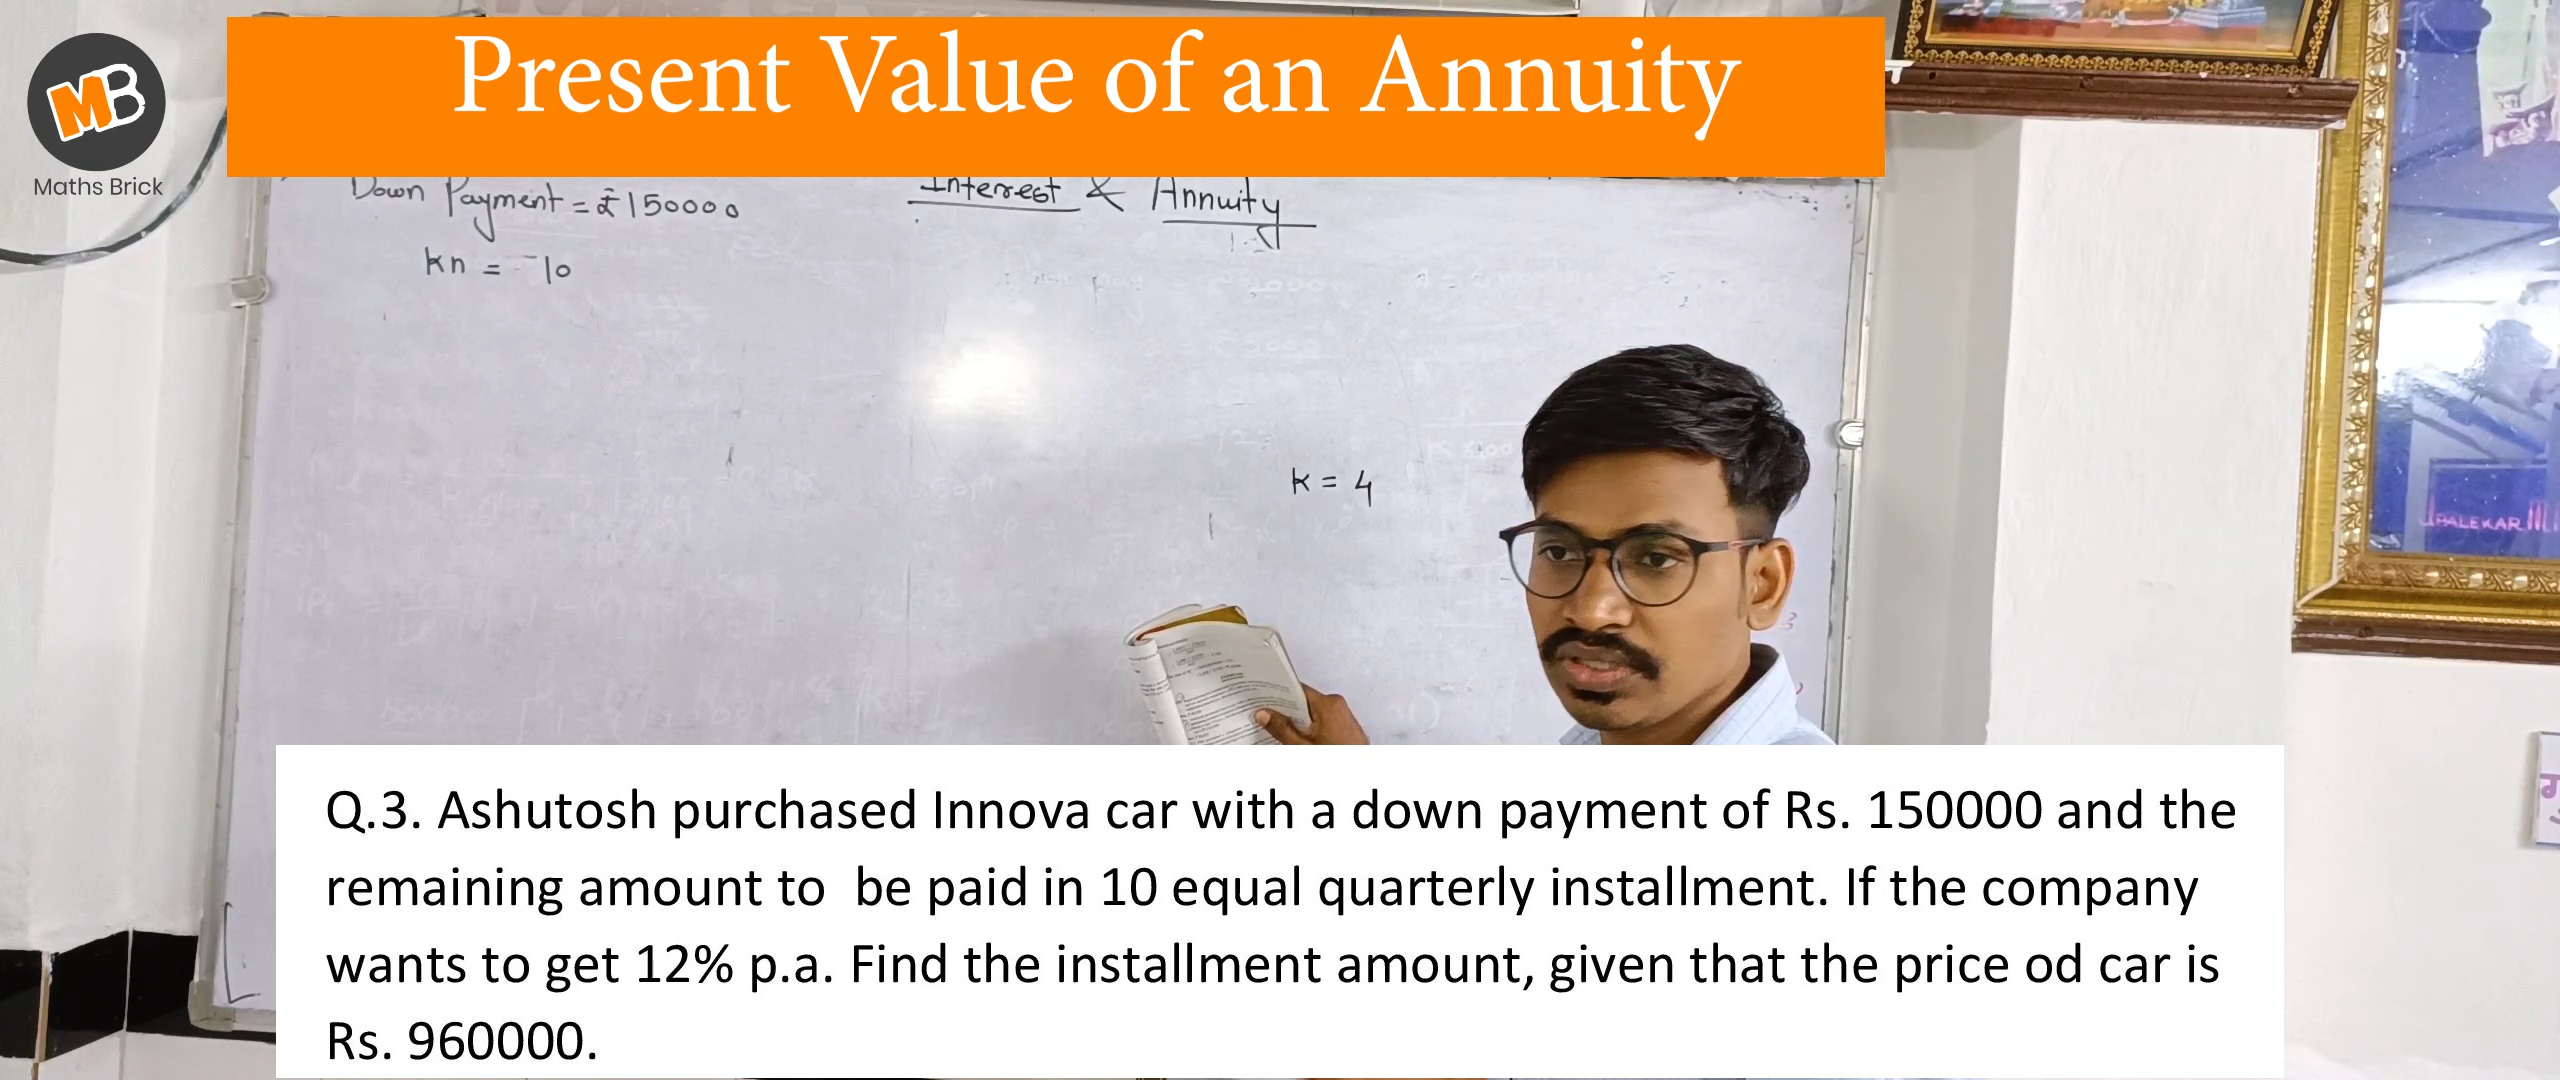 Present Value of an Annuity
MB
Maths Brick
Down Payment = ₹150000
Interest & Annuity
kn = 10
k = 4
PALEKAR
Q.3. Ashutosh purchased Innova car with a down payment of Rs. 150000 and the
remaining amount to be paid in 10 equal quarterly installment. If the company
wants to get 12% p.a. Find the installment amount, given that the price od car is
Rs. 960000.